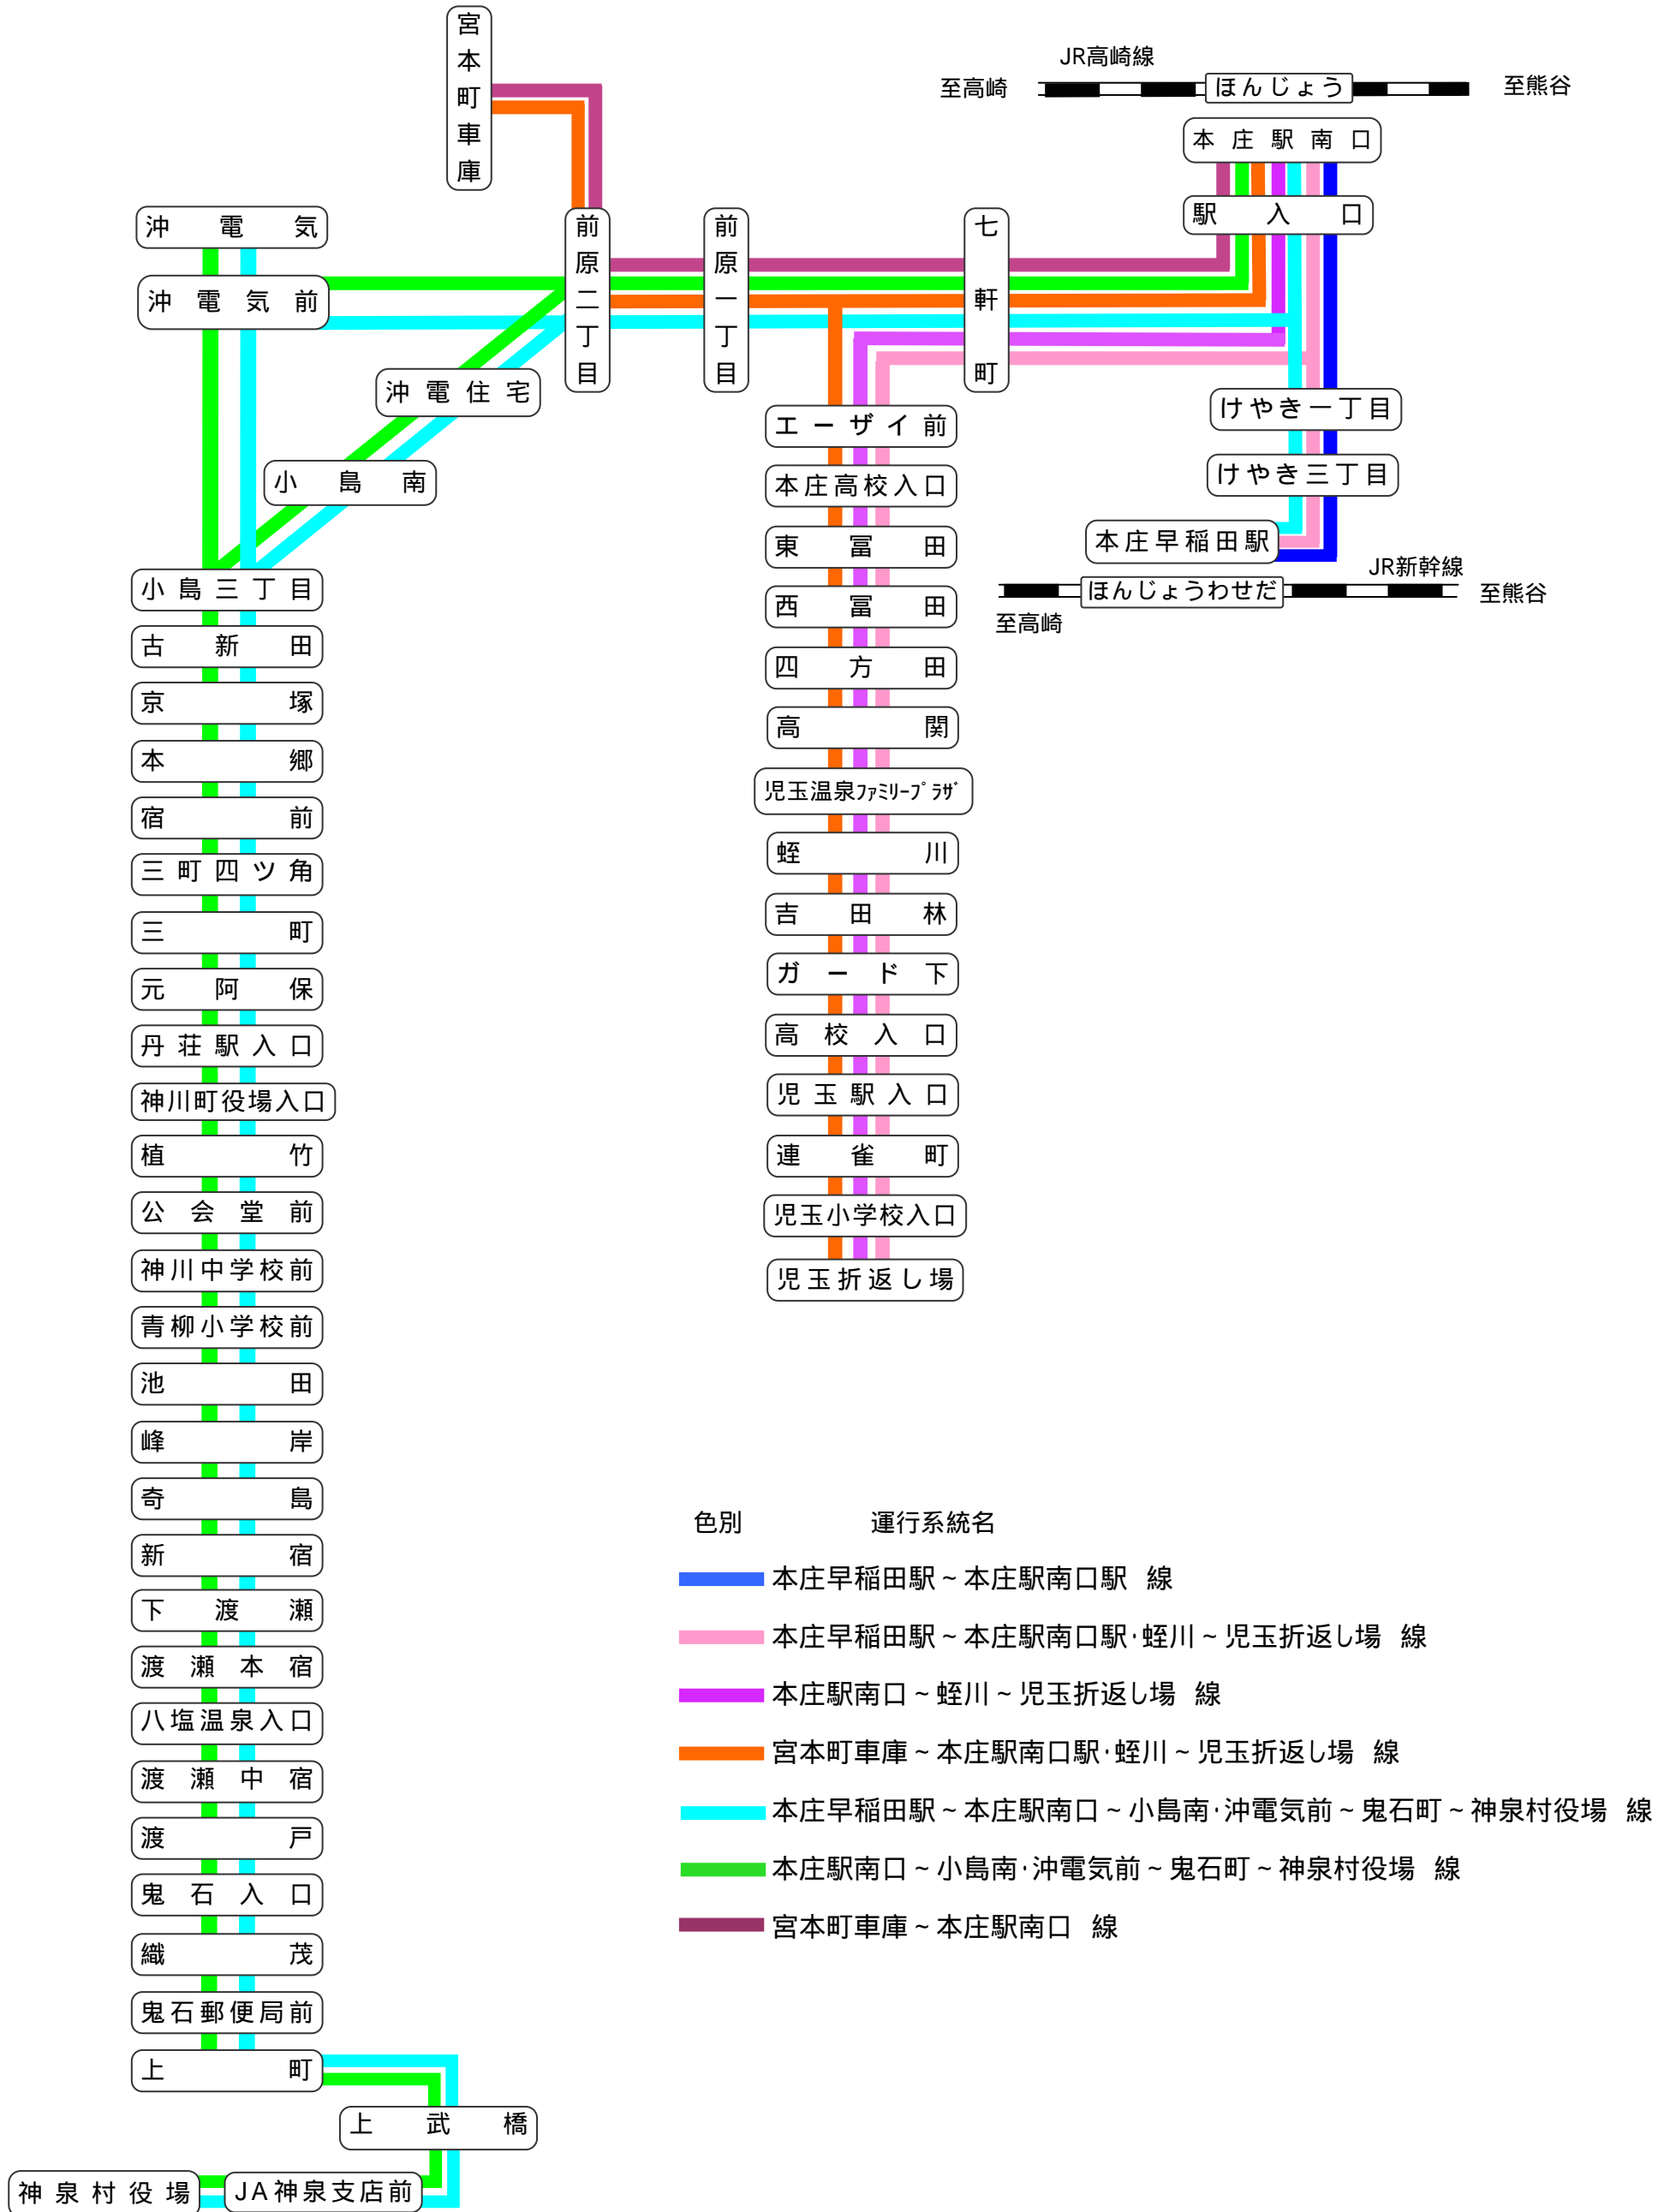 宮本町車庫
JR高崎線
至高崎
ほんじょう
至熊谷
本庄駅南口
駅入口
沖電気
沖電気前
前原二丁目
前原一丁目
七軒町
沖電住宅
小島南
けやき一丁目
けやき三丁目
本庄早稲田駅
JR新幹線
ほんじょうわせだ
至熊谷
至高崎
エーザイ前
本庄高校入口
東冨田
西冨田
四方田
高関
児玉温泉ﾌｧﾐﾘｰﾌﾟﾗｻﾞ
蛭川
吉田林
ガード下
高校入口
児玉駅入口
連雀町
児玉小学校入口
児玉折返し場
小島三丁目
古新田
京塚
本郷
宿前
三町四ツ角
三町
元阿保
丹荘駅入口
神川町役場入口
植竹
公会堂前
神川中学校前
青柳小学校前
池田
峰岸
奇島
新宿
下渡瀬
渡瀬本宿
八塩温泉入口
渡瀬中宿
渡戸
鬼石入口
織茂
鬼石郵便局前
上町
上武橋
神泉村役場
JA神泉支店前
色別 運行系統名
本庄早稲田駅~本庄駅南口駅 線
本庄早稲田駅~本庄駅南口駅･蛭川~児玉折返し場 線
本庄駅南口~蛭川~児玉折返し場 線
宮本町車庫~本庄駅南口駅･蛭川~児玉折返し場 線
本庄早稲田駅~本庄駅南口~小島南･沖電気前~鬼石町~神泉村役場 線
本庄駅南口~小島南･沖電気前~鬼石町~神泉村役場 線
宮本町車庫~本庄駅南口 線